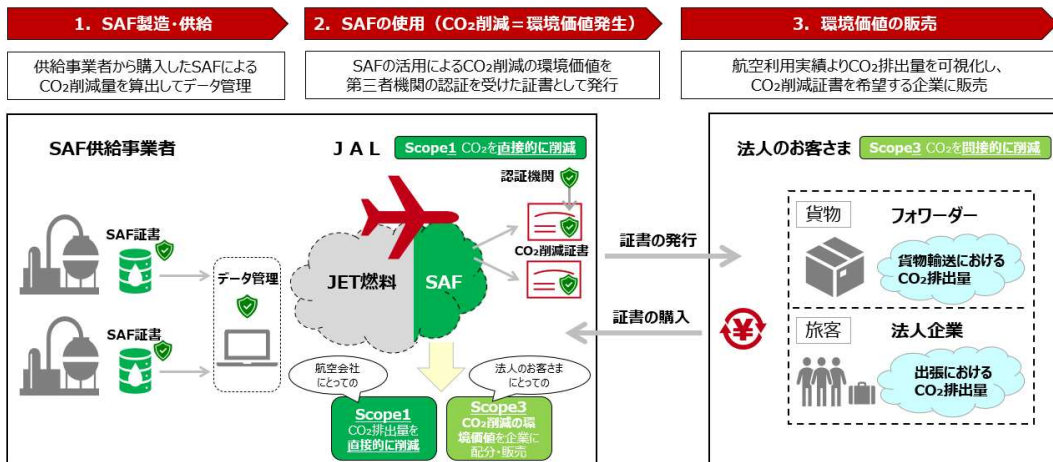 1. SAF製造・供給
2. SAFの使用（CO₂削減＝環境価値発生）
3. 環境価値の販売
供給事業者から購入したSAFによる
CO₂削減量を算出してデータ管理
SAFの活用によるCO₂削減の環境価値を
第三者機関の認証を受けた証書として発行
航空利用実績よりCO₂排出量を可視化し、
CO₂削減証書を希望する企業に販売
SAF供給事業者
JAL
Scope1 CO₂を直接的に削減
認証機関
SAF証書
データ管理
JET燃料
SAF
CO₂削減証書
SAF証書
航空会社
にとっての
法人のお客さま
にとっての
Scope1
CO₂排出量を
直接的に削減
Scope3
CO₂削減の環
境価値を企業に
配分・販売
証書の発行
証書の購入
¥
法人のお客さま
Scope3 CO₂を間接的に削減
貨物
フォワーダー
貨物輸送における
CO₂排出量
旅客
法人企業
出張における
CO₂排出量